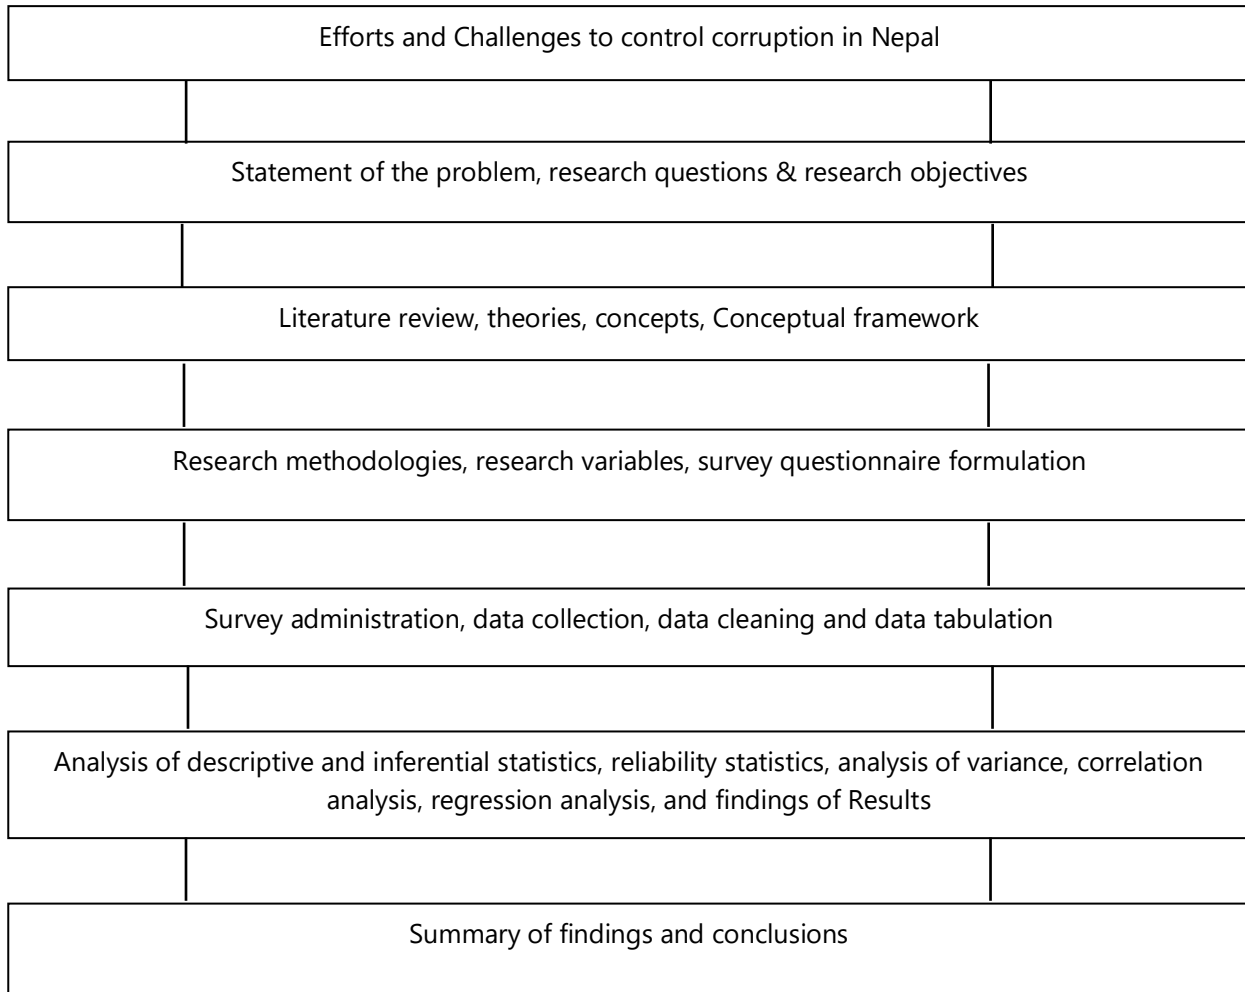 Efforts and Challenges to control corruption in Nepal
Statement of the problem, research questions & research objectives
Literature review, theories, concepts, Conceptual framework
Research methodologies, research variables, survey questionnaire formulation
Survey administration, data collection, data cleaning and data tabulation
Analysis of descriptive and inferential statistics, reliability statistics, analysis of variance, correlation
analysis, regression analysis, and findings of Results
Summary of findings and conclusions